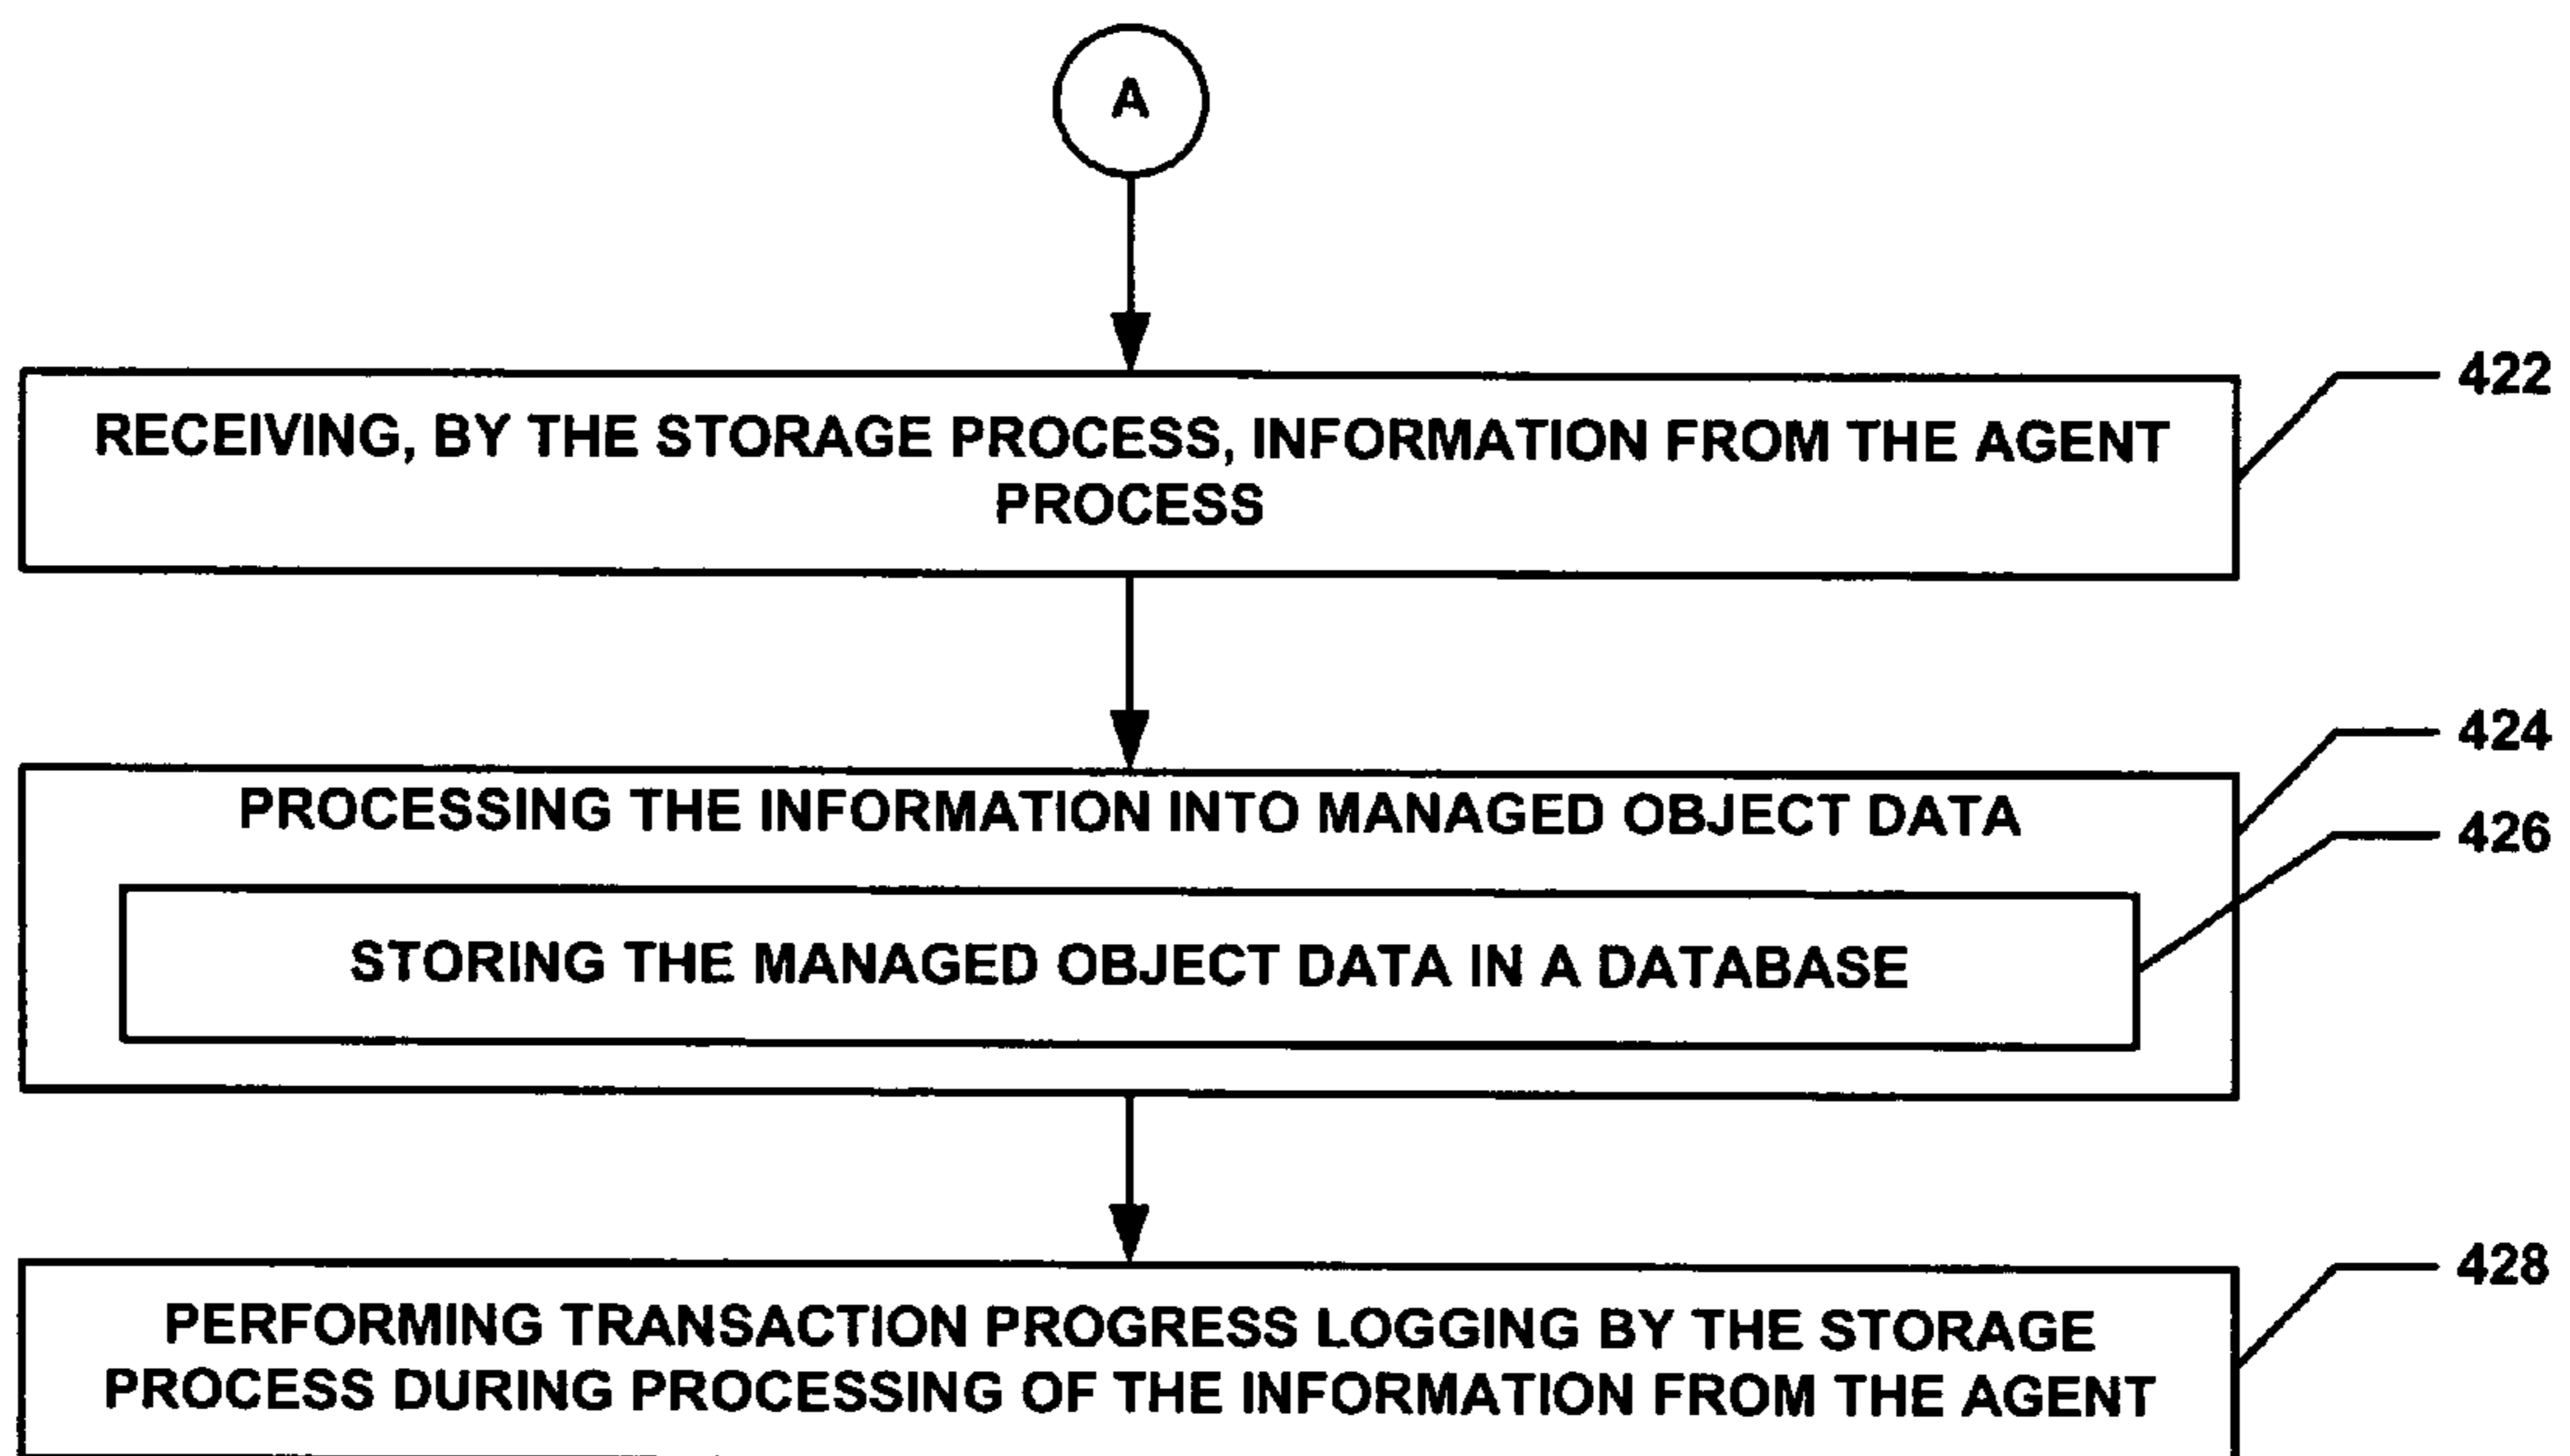 A
422
RECEIVING, BY THE STORAGE PROCESS, INFORMATION FROM THE AGENT
PROCESS
424
PROCESSING THE INFORMATION INTO MANAGED OBJECT DATA
426
STORING THE MANAGED OBJECT DATA IN A DATABASE
428
PERFORMING TRANSACTION PROGRESS LOGGING BY THE STORAGE
PROCESS DURING PROCESSING OF THE INFORMATION FROM THE AGENT